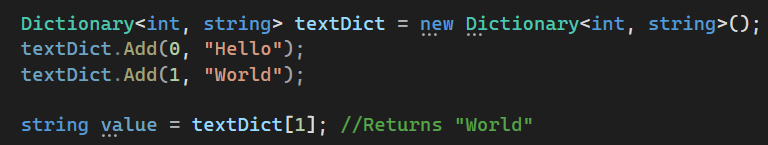 Dictionary<int, string> textDict = new Dictionary<int, string>();
textDict.Add(0, "Hello");
textDict.Add(1, "World");
string value = textDict[1]; //Returns "World"